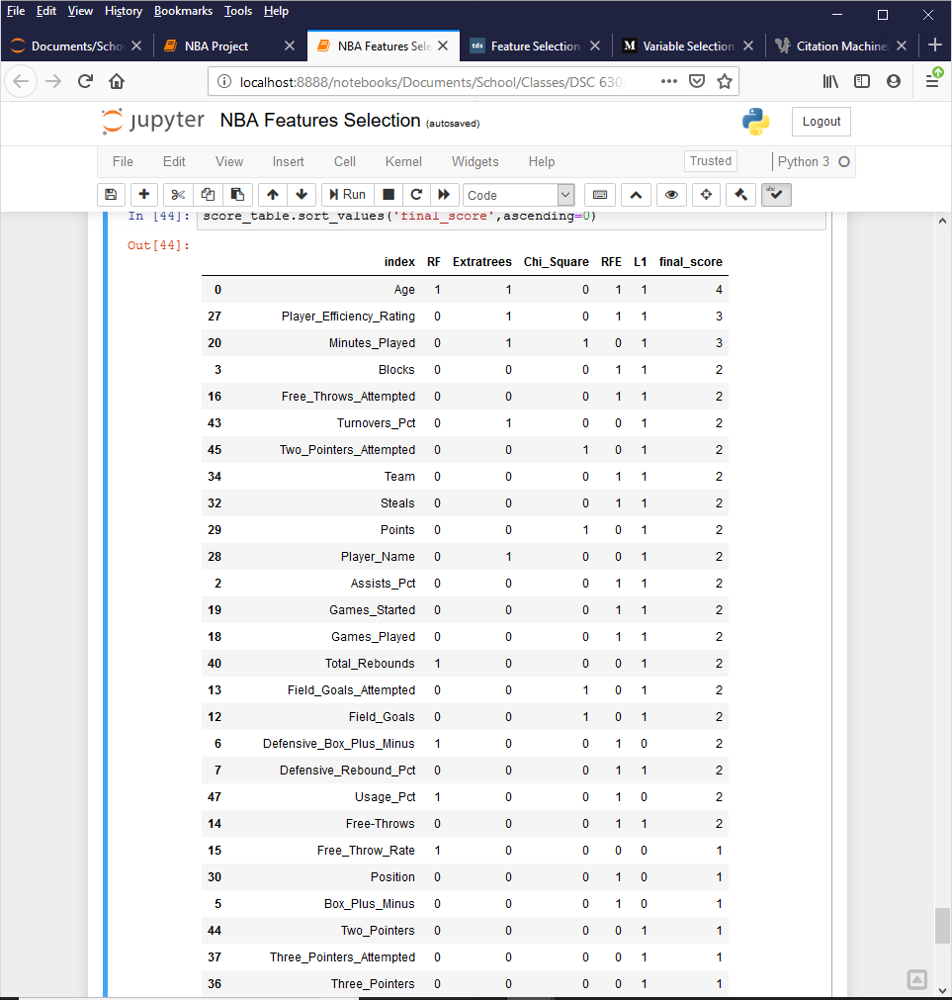 File Edit View History Bookmarks Tools Help
Documents/Scho NBA Project NBA Features Sele tds Feature Selection M Variable Selection Citation Machine:
localhost:8888/notebooks/Documents/School/Classes/DSC 630/
jupyter NBA Features Selection (autosaved) Logout
File Edit View Insert Cell Kernel Widgets Help Trusted Python 3
Run Code
In [44]: score_table.sort_values('final_score',ascending=0)
Out[44]:
index RF Extratrees Chi_Square RFE L1 final_score
0 Age 1 1 0 1 1 4
27 Player_Efficiency_Rating 0 1 0 1 1 3
20 Minutes_Played 0 1 1 0 1 3
3 Blocks 0 0 0 1 1 2
16 Free_Throws_Attempted 0 0 0 1 1 2
43 Turnovers_Pct 0 1 0 0 1 2
45 Two_Pointers_Attempted 0 0 1 0 1 2
34 Team 0 0 0 1 1 2
32 Steals 0 0 0 1 1 2
29 Points 0 0 1 0 1 2
28 Player_Name 0 1 0 0 1 2
2 Assists_Pct 0 0 0 1 1 2
19 Games_Started 0 0 0 1 1 2
18 Games_Played 0 0 0 1 1 2
40 Total_Rebounds 1 0 0 0 1 2
13 Field_Goals_Attempted 0 0 1 0 1 2
12 Field_Goals 0 0 1 0 1 2
6 Defensive_Box_Plus_Minus 1 0 0 1 0 2
7 Defensive_Rebound_Pct 0 0 0 1 1 2
47 Usage_Pct 1 0 0 1 0 2
14 Free-Throws 0 0 0 1 1 2
15 Free_Throw_Rate 1 0 0 0 0 1
30 Position 0 0 0 1 0 1
5 Box_Plus_Minus 0 0 0 1 0 1
44 Two_Pointers 0 0 0 0 1 1
37 Three_Pointers_Attempted 0 0 0 0 1 1
36 Three_Pointers 0 0 0 0 1 1